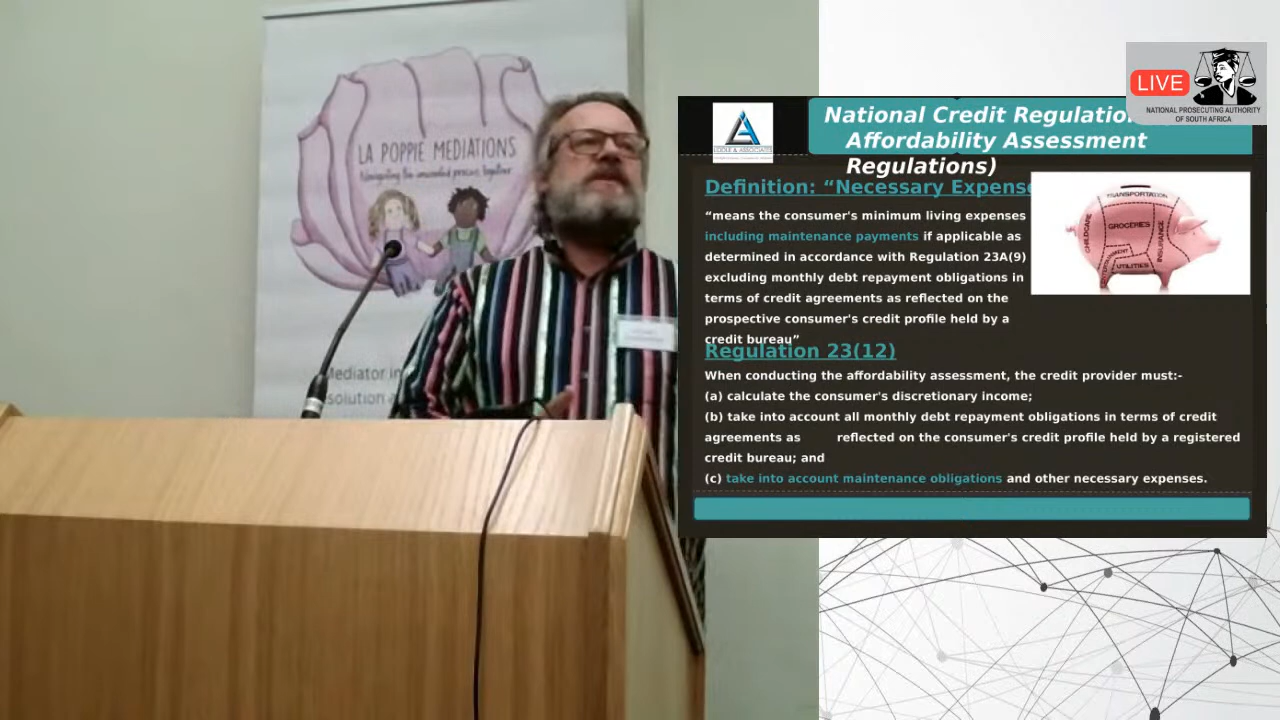 LA POPPIE MEDIATIONS
Navigating the unwanted process together
Mediator in
solution a
LIVE
NATIONAL PROSECUTING AUTHORITY
OF SOUTH AFRICA
National Credit Regulation
Affordability Assessment
Regulations)
Definition: “Necessary Expense
“means the consumer's minimum living expenses
including maintenance payments if applicable as
determined in accordance with Regulation 23A(9)
excluding monthly debt repayment obligations in
terms of credit agreements as reflected on the
prospective consumer's credit profile held by a
credit bureau”
TRANSPORTATION
CHILDCARE
GROCERIES
INSURANCE
ENTERTAINMENT
UTILITIES
Regulation 23(12)
When conducting the affordability assessment, the credit provider must:-
(a) calculate the consumer's discretionary income;
(b) take into account all monthly debt repayment obligations in terms of credit
agreements as reflected on the consumer's credit profile held by a registered
credit bureau; and
(c) take into account maintenance obligations and other necessary expenses.